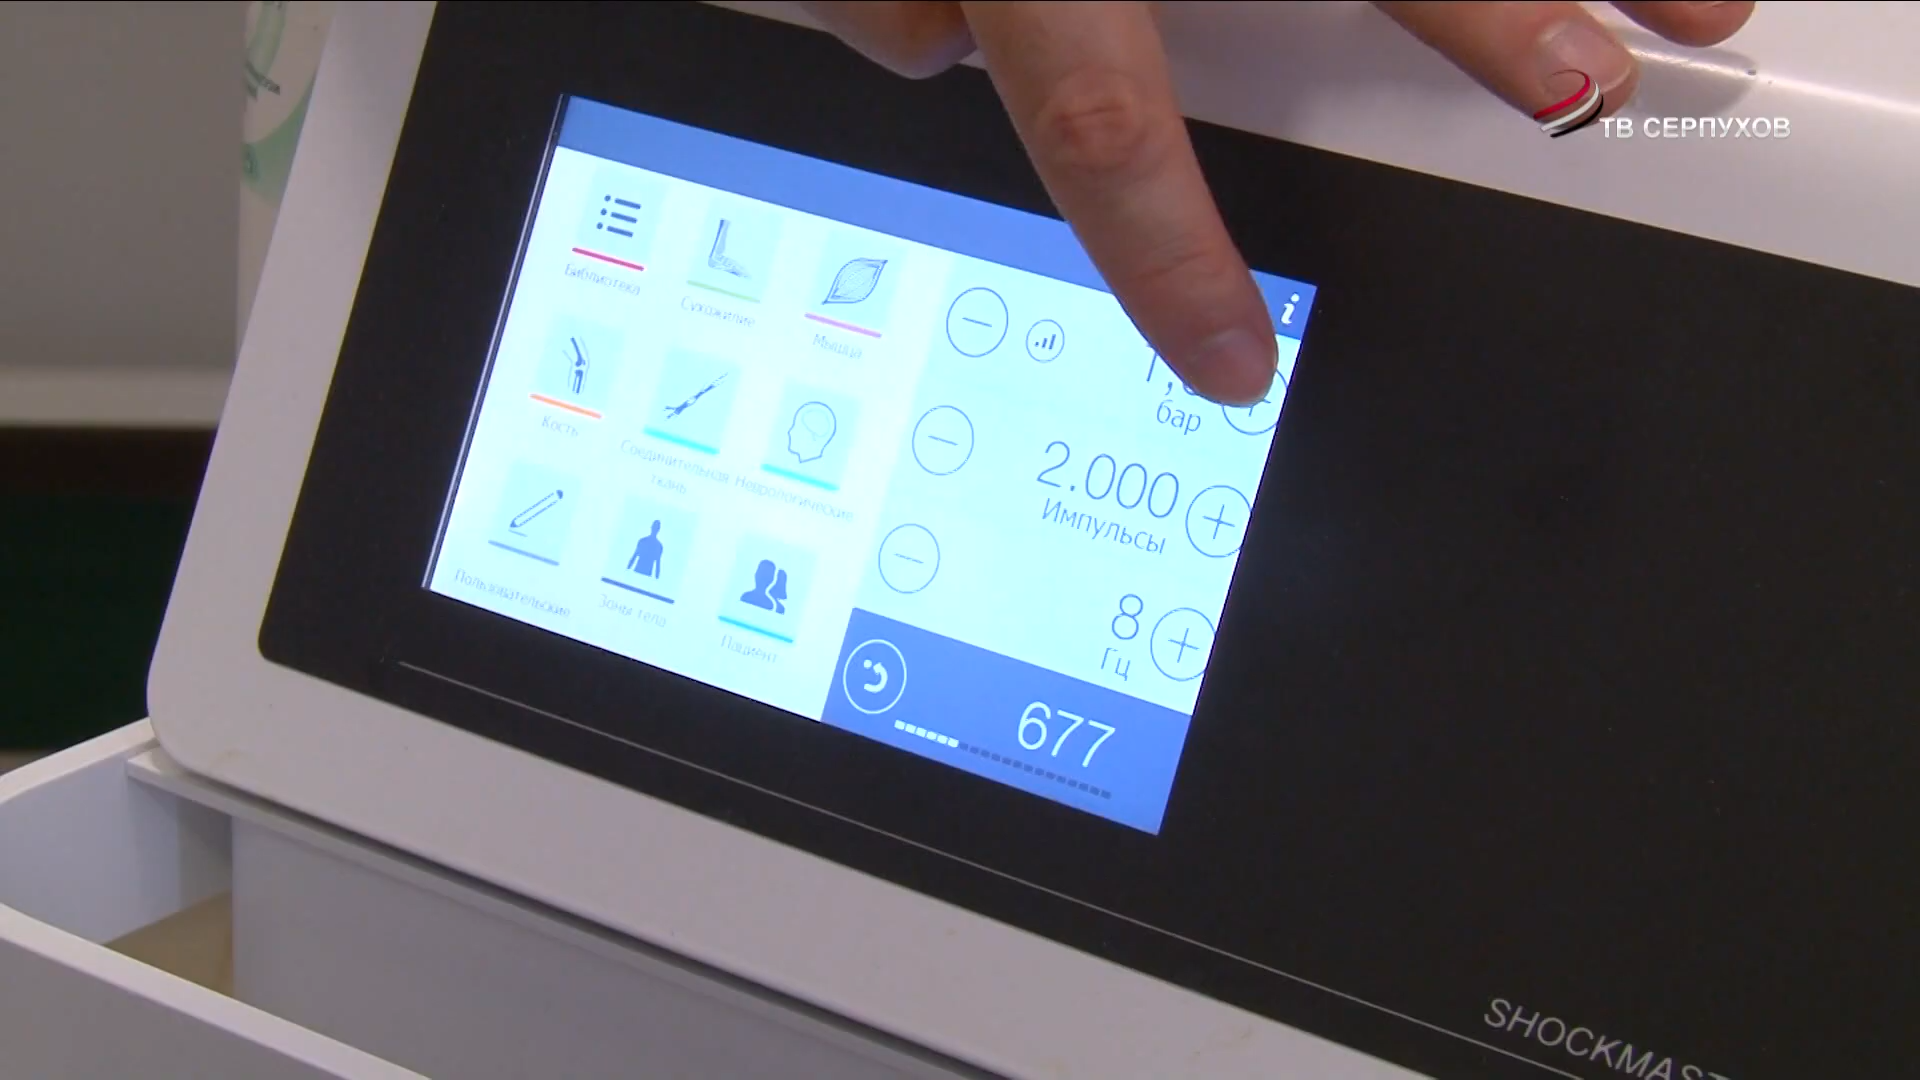 ТВ СЕРПУХОВ
i
Библиотека
Сухожилие
Мышца
Кость
Соединительная
ткань
Неврологические
Пользовательские
Зоны тела
Пациент
бар
2.000
Импульсы
8
Гц
677